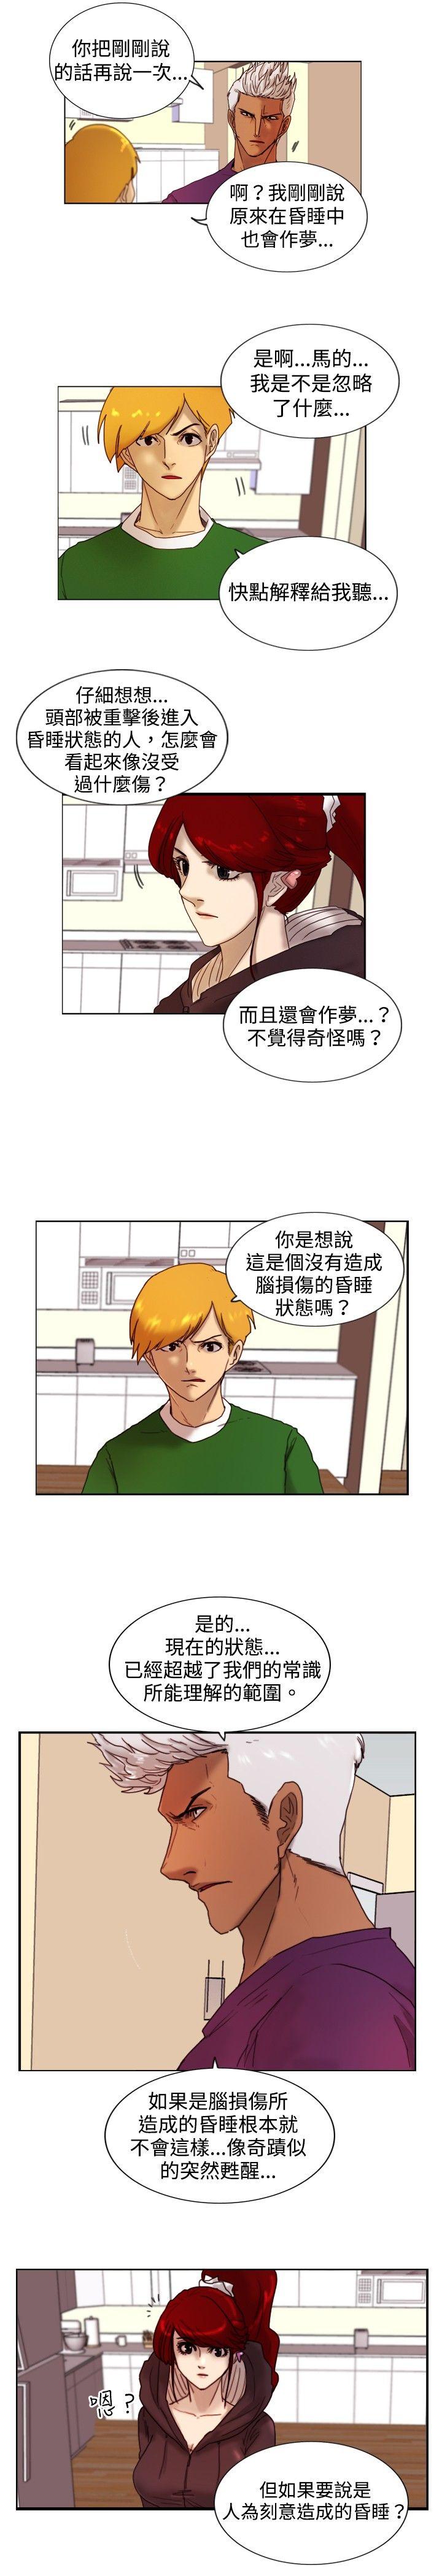 你把剛剛說
的話再說一次...
啊？我剛剛說
原來在昏睡中
也會作夢...
是啊...馬的...
我是不是忽略
了什麼...
快點解釋給我聽...
仔細想想...
頭部被重擊後進入
昏睡狀態的人，怎麼會
看起來像沒受
過什麼傷？
而且還會作夢...？
不覺得奇怪嗎？
你是想說
這是個沒有造成
腦損傷的昏睡
狀態嗎？
是的...
現在的狀態...
已經超越了我們的常識
所能理解的範圍。
如果是腦損傷所
造成的昏睡根本就
不會這樣...像奇蹟似
的突然甦醒...
嗯？
但如果要說是
人為刻意造成的昏睡？